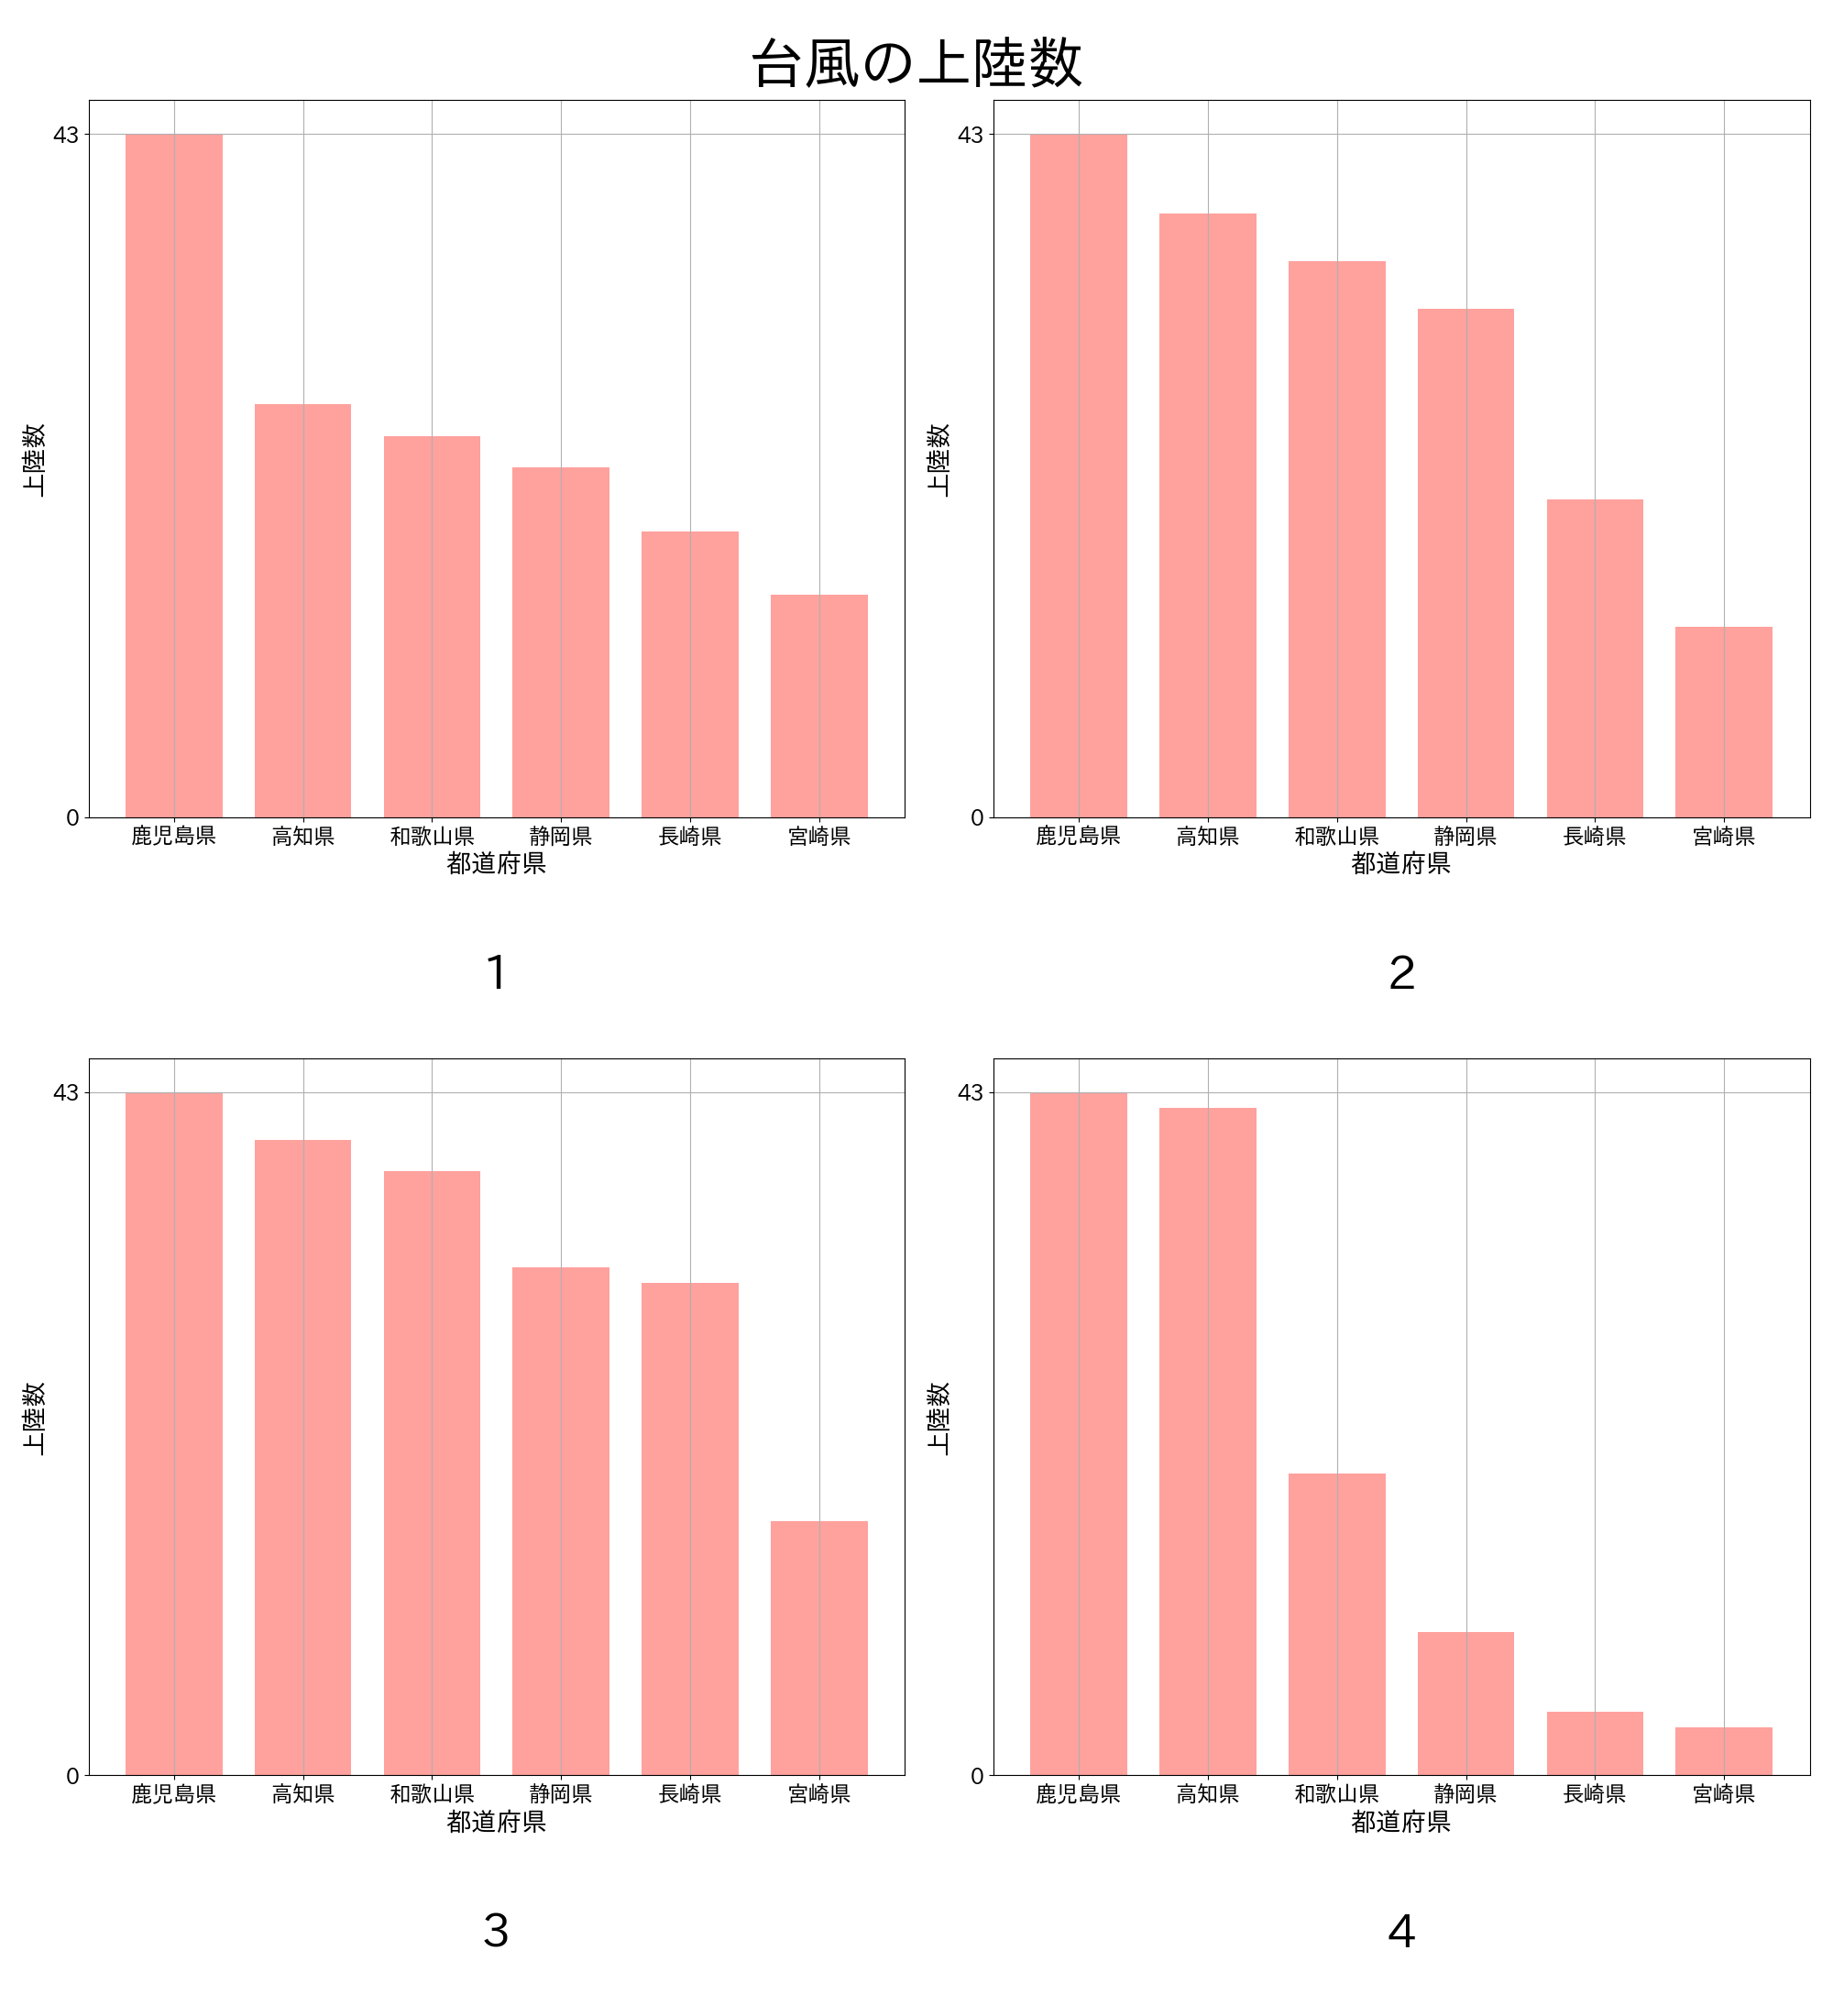 台風の上陸数
43
0
上陸数
鹿児島県 高知県 和歌山県 静岡県 長崎県 宮崎県
都道府県
1
43
0
上陸数
鹿児島県 高知県 和歌山県 静岡県 長崎県 宮崎県
都道府県
2
43
0
上陸数
鹿児島県 高知県 和歌山県 静岡県 長崎県 宮崎県
都道府県
3
43
0
上陸数
鹿児島県 高知県 和歌山県 静岡県 長崎県 宮崎県
都道府県
4